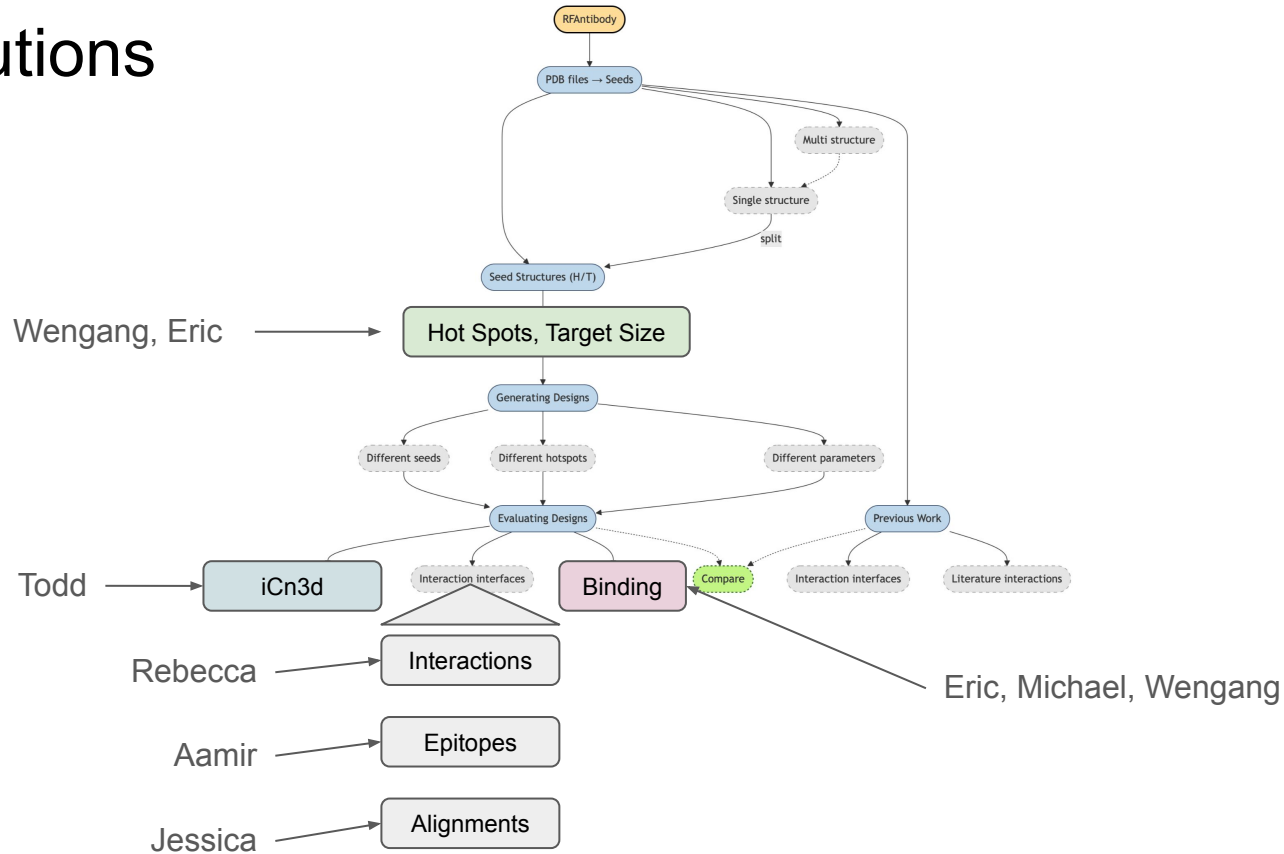 utions
RFAntibody
PDB files → Seeds
Multi structure
Single structure
split
Seed Structures (H/T)
Wengang, Eric
Hot Spots, Target Size
Generating Designs
Different seeds
Different hotspots
Different parameters
Evaluating Designs
Previous Work
Todd
iCn3d
Interaction interfaces
Binding
Compare
Interaction interfaces
Literature interactions
Rebecca
Interactions
Eric, Michael, Wengang
Aamir
Epitopes
Jessica
Alignments